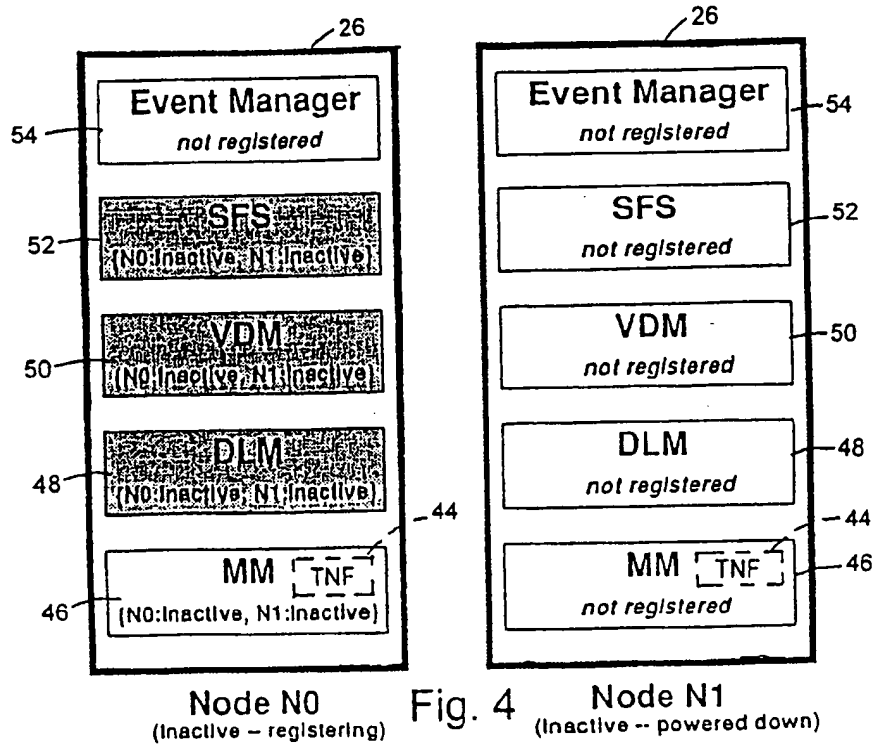 26
Event Manager
not registered
54
SFS
(N0:Inactive, N1:Inactive)
52
VDM
(N0:Inactive, N1:Inactive)
50
DLM
(N0:Inactive, N1:Inactive)
48
44
MM
TNF
(N0:Inactive, N1:Inactive)
46
Node N0
(Inactive – registering)
Fig. 4
26
Event Manager
not registered
54
SFS
not registered
52
VDM
not registered
50
DLM
not registered
48
44
MM
TNF
not registered
46
Node N1
(Inactive -- powered down)